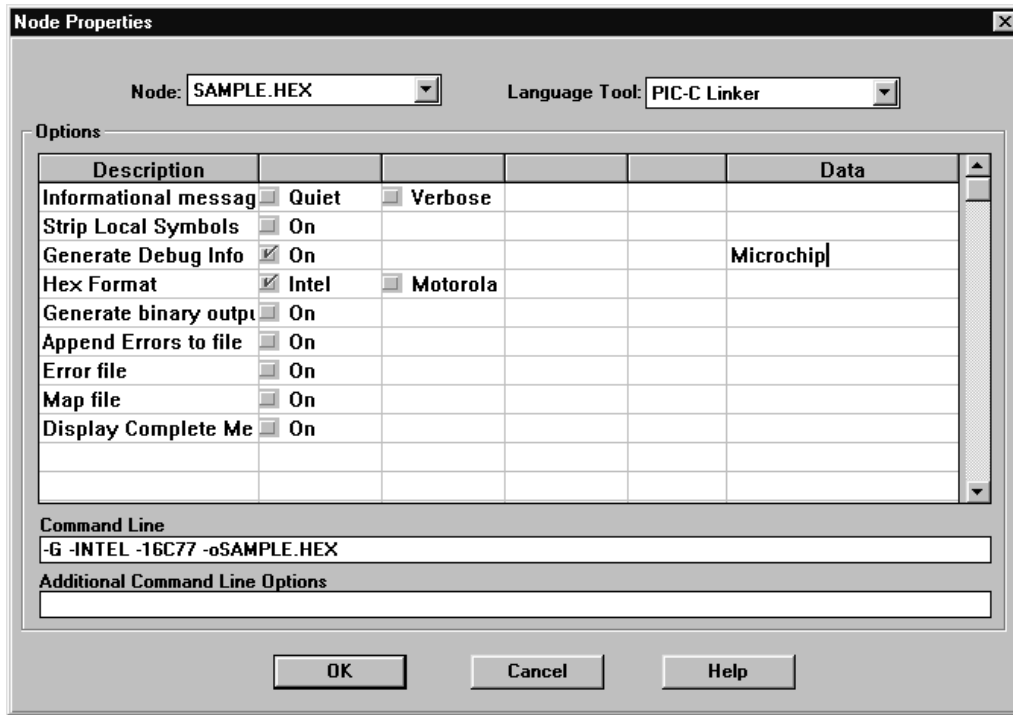 Node Properties
Node: SAMPLE.HEX Language Tool: PIC-C Linker
Options
Description Data
Informational messag Quiet Verbose
Strip Local Symbols On
Generate Debug Info On Microchip
Hex Format Intel Motorola
Generate binary outpu On
Append Errors to file On
Error file On
Map file On
Display Complete Me On
Command Line
-G -INTEL -16C77 -oSAMPLE.HEX
Additional Command Line Options
OK Cancel Help